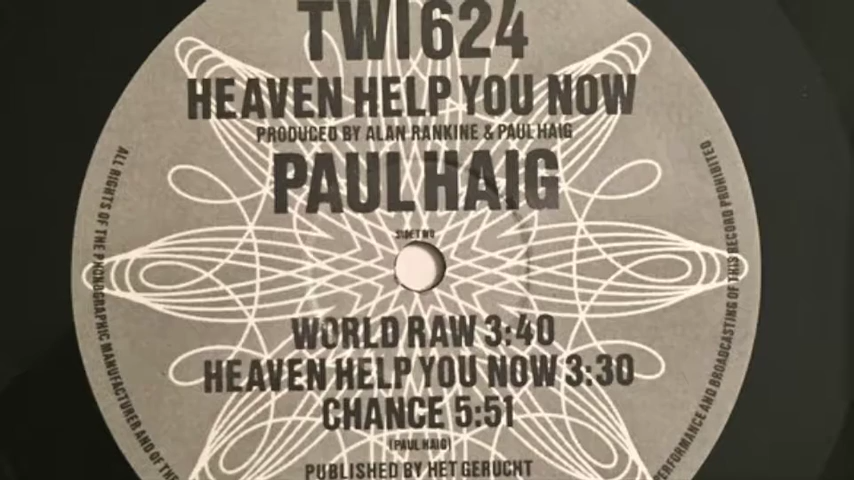 TWI 624
HEAVEN HELP YOU NOW
PRODUCED BY ALAN RANKINE & PAUL HAIG
PAUL HAIG
SIDE TWO
WORLD RAW 3:40
HEAVEN HELP YOU NOW 3:30
CHANCE 5:51
(PAUL HAIG)
PUBLISHED BY HET GERUCHT
ALL RIGHTS OF THE PHONOGRAPHIC MANUFACTURER AND OF THE
PERFORMANCE AND BROADCASTING OF THIS RECORD PROHIBITED